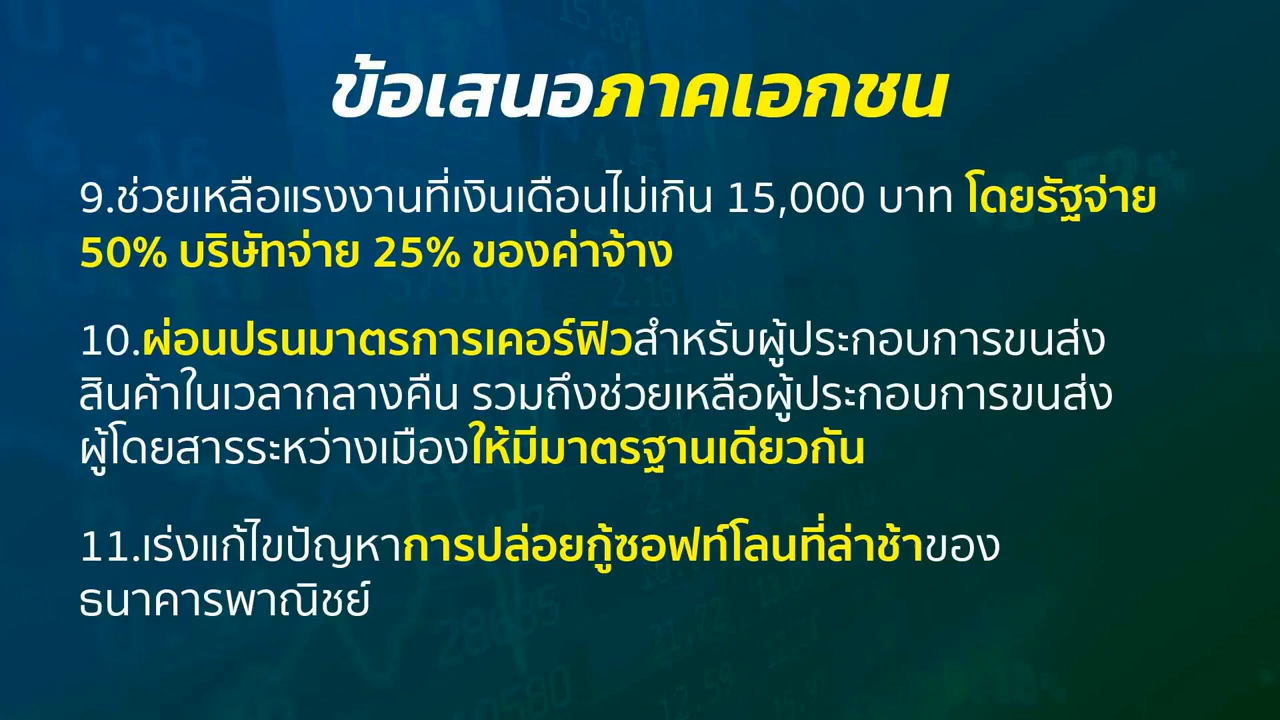 ข้อเสนอภาคเอกชน
9.ช่วยเหลือแรงงานที่เงินเดือนไม่เกิน 15,000 บาท โดยรัฐจ่าย
50% บริษัทจ่าย 25% ของค่าจ้าง
10.ผ่อนปรนมาตรการเคอร์ฟิวสำหรับผู้ประกอบการขนส่ง
สินค้าในเวลากลางคืน รวมถึงช่วยเหลือผู้ประกอบการขนส่ง
ผู้โดยสารระหว่างเมืองให้มีมาตรฐานเดียวกัน
11.เร่งแก้ไขปัญหาการปล่อยกู้ซอฟท์โลนที่ล่าช้าของ
ธนาคารพาณิชย์